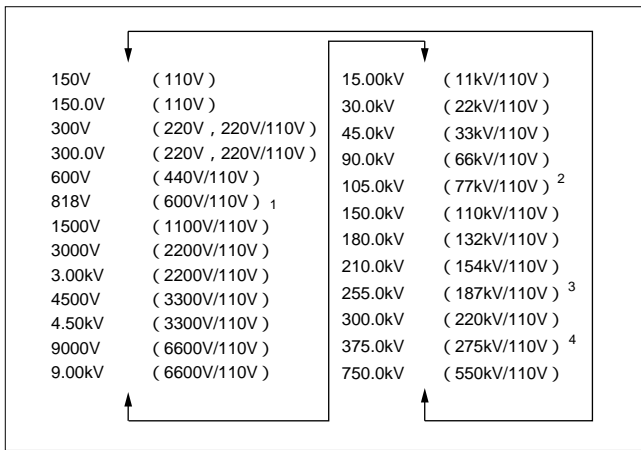 150V ( 110V )
150.0V ( 110V )
300V ( 220V , 220V/110V )
300.0V ( 220V , 220V/110V )
600V ( 440V/110V )
818V ( 600V/110V ) 1
1500V ( 1100V/110V )
3000V ( 2200V/110V )
3.00kV ( 2200V/110V )
4500V ( 3300V/110V )
4.50kV ( 3300V/110V )
9000V ( 6600V/110V )
9.00kV ( 6600V/110V )
15.00kV ( 11kV/110V )
30.0kV ( 22kV/110V )
45.0kV ( 33kV/110V )
90.0kV ( 66kV/110V )
105.0kV ( 77kV/110V ) 2
150.0kV ( 110kV/110V )
180.0kV ( 132kV/110V )
210.0kV ( 154kV/110V )
255.0kV ( 187kV/110V ) 3
300.0kV ( 220kV/110V )
375.0kV ( 275kV/110V ) 4
750.0kV ( 550kV/110V )